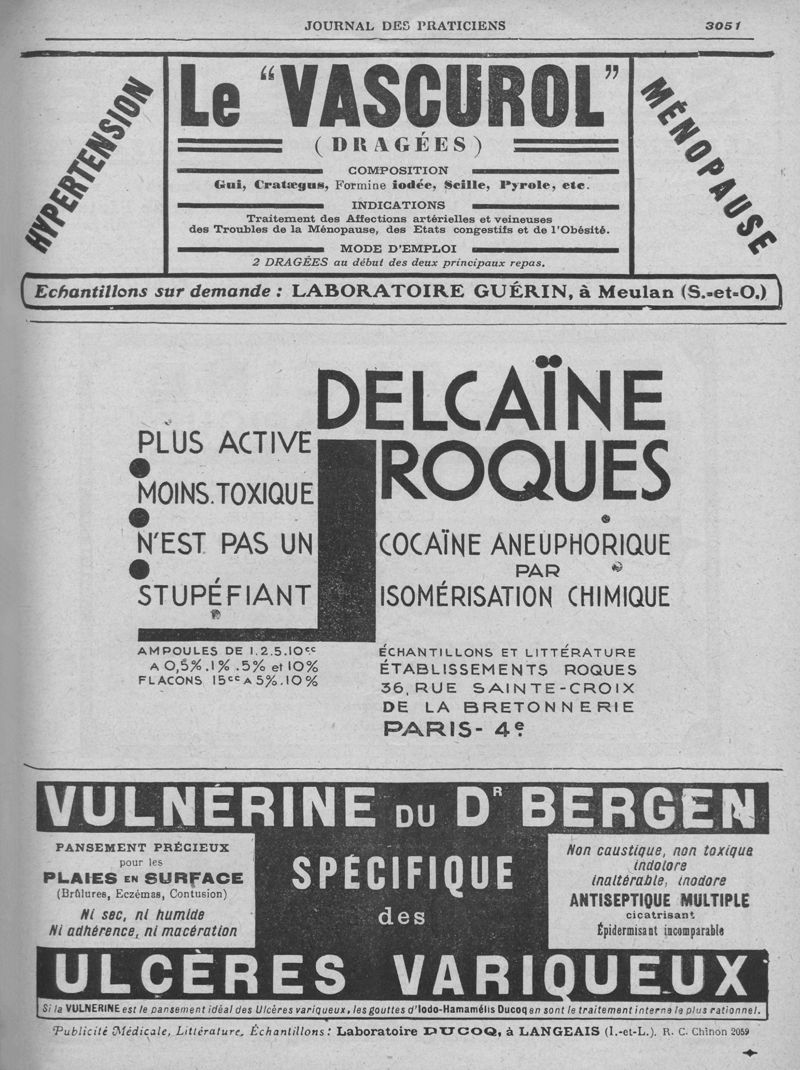 JOURNAL DES PRATICIENS 3051
HYPERTENSION
Le "VASCUROL"
(DRAGÉES)
COMPOSITION
Gui, Cratægus, Formine iodée, Scille, Pyrole, etc.
INDICATIONS
Traitement des Affections artérielles et veineuses
des Troubles de la Ménopause, des Etats congestifs et de l'Obésité.
MODE D'EMPLOI
2 DRAGÉES au début des deux principaux repas.
MÉNOPAUSE
Echantillons sur demande : LABORATOIRE GUÉRIN, à Meulan (S.-et-O.)
DELCAÏNE
ROQUES
PLUS ACTIVE
MOINS.TOXIQUE
N'EST PAS UN
STUPÉFIANT
COCAÏNE ANEUPHORIQUE
PAR
ISOMÉRISATION CHIMIQUE
AMPOULES DE 1.2.5.10cc
A 0,5%.1%.5% et 10%
FLACONS 15cc A 5%.10%
ÉCHANTILLONS ET LITTÉRATURE
ÉTABLISSEMENTS ROQUES
36, RUE SAINTE-CROIX
DE LA BRETONNERIE
PARIS-4e
VULNÉRINE DU Dr BERGEN
PANSEMENT PRÉCIEUX
pour les
PLAIES EN SURFACE
(Brûlures, Eczémas, Contusion)
Ni sec, ni humide
Ni adhérence, ni macération
SPÉCIFIQUE
des
Non caustique, non toxique
indolore
inaltérable, inodore
ANTISEPTIQUE MULTIPLE
cicatrisant
Épidermisant incomparable
ULCÈRES VARIQUEUX
Si la VULNERINE est le pansement idéal des Ulcères variqueux, les gouttes d'Iodo-Hamamélis Ducoq en sont le traitement interne le plus rationnel.
Publicité Médicale, Littérature, Échantillons : Laboratoire DUCOQ, à LANGEAIS (I.-et-L.). R. C. Chinon 2059